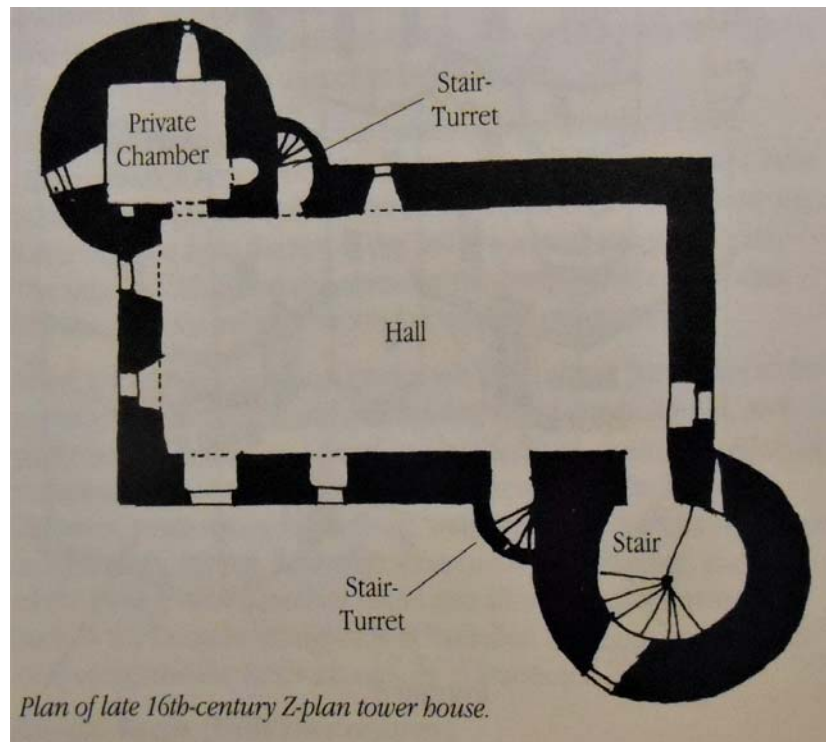 Stair-
Turret
Private
Chamber
Hall
Stair
Stair-
Turret
Plan of late 16th-century Z-plan tower house.